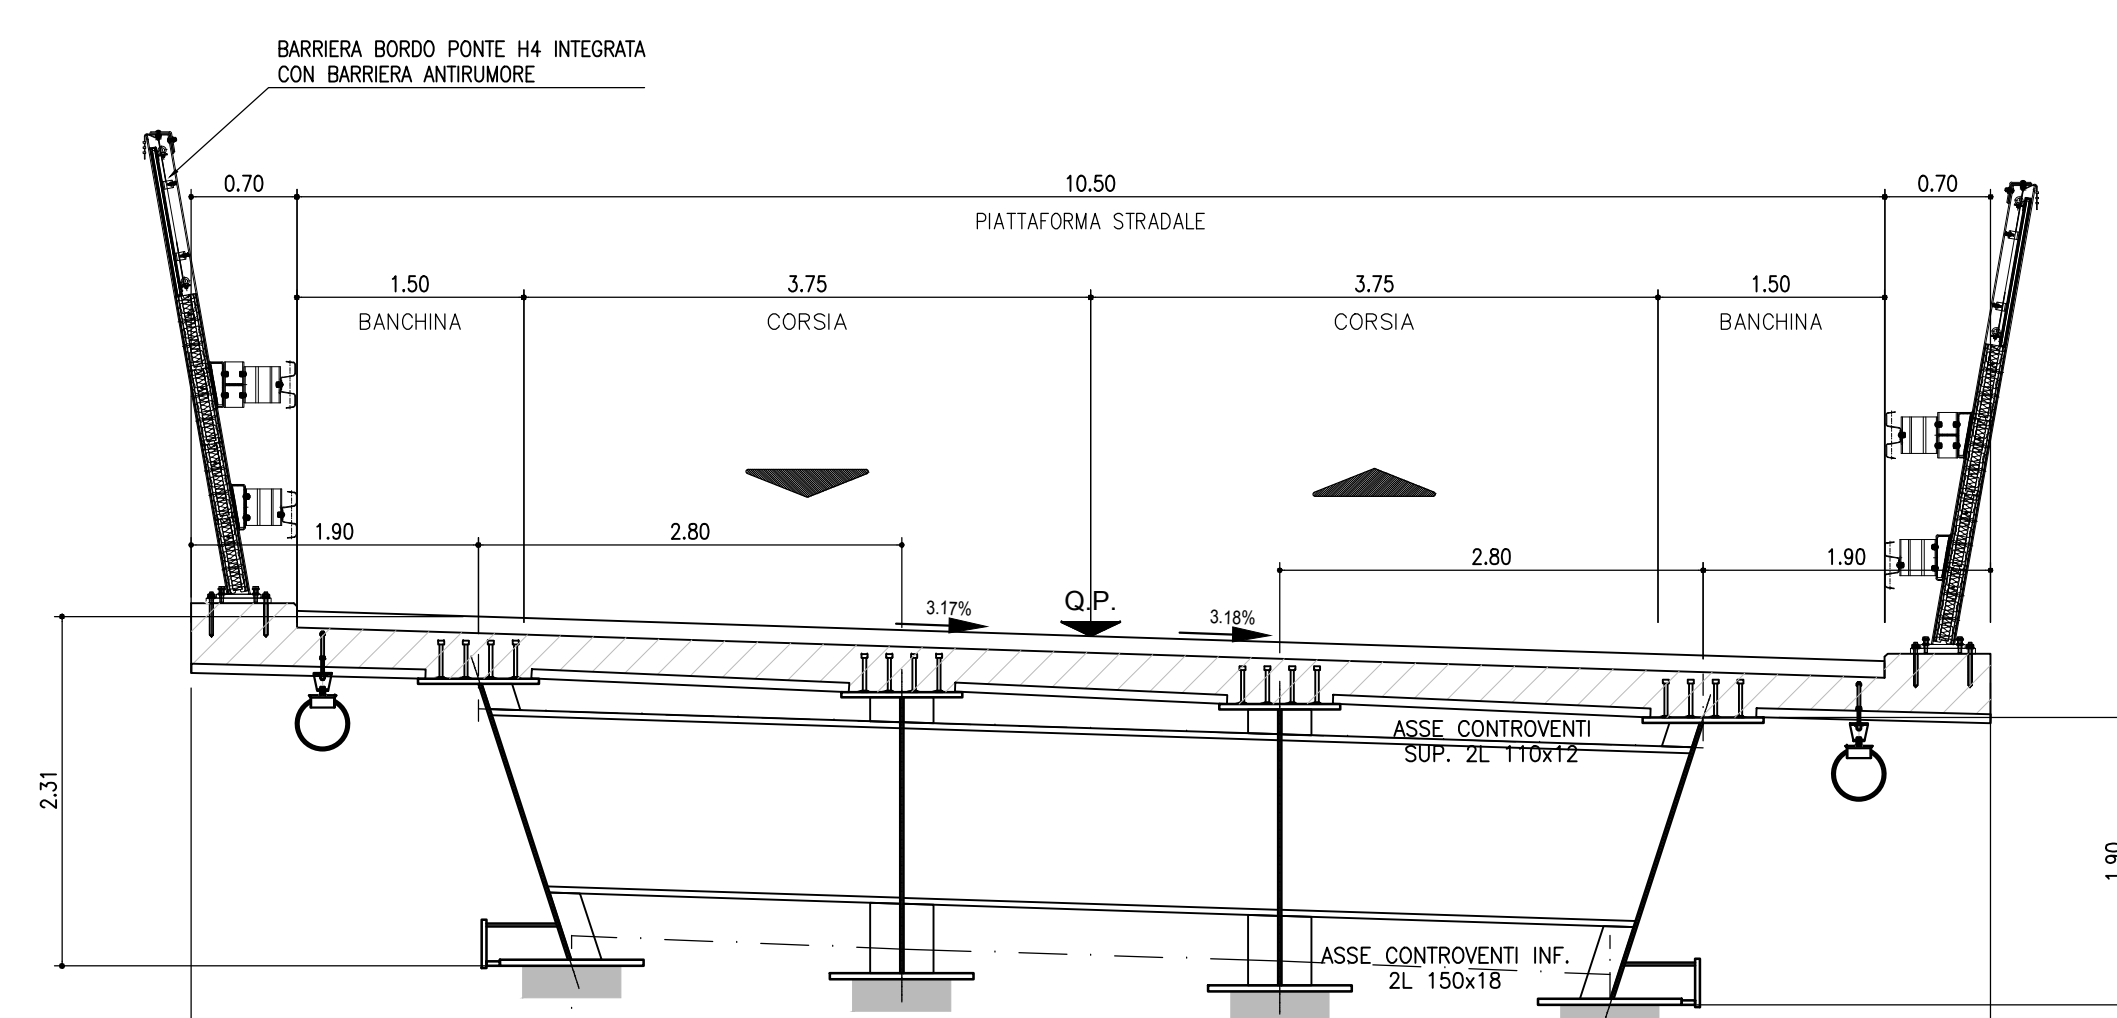 BARRIERA BORDO PONTE H4 INTEGRATA
CON BARRIERA ANTIRUMORE
0.70
10.50
0.70
PIATTAFORMA STRADALE
1.50
3.75
3.75
1.50
BANCHINA
CORSIA
CORSIA
BANCHINA
1.90
2.80
2.80
1.90
3.17%
Q.P.
3.18%
ASSE CONTROVENTI
SUP. 2L 110x12
2.31
1.90
ASSE CONTROVENTI INF.
2L 150x18